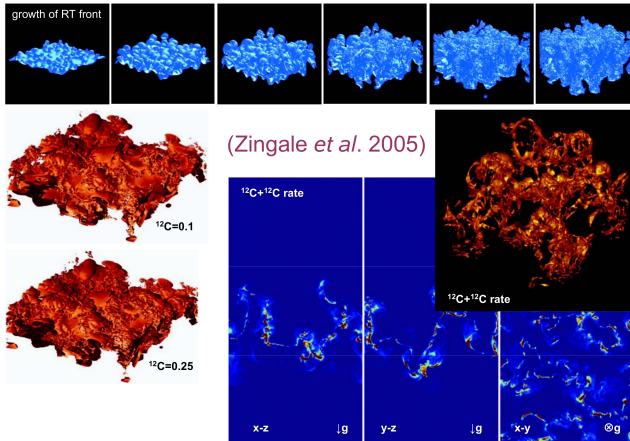 growth of RT front
(Zingale et al. 2005)
¹²C=0.1
¹²C+¹²C rate
¹²C+¹²C rate
¹²C=0.25
x-z ↓g
y-z ↓g
x-y ⊗g